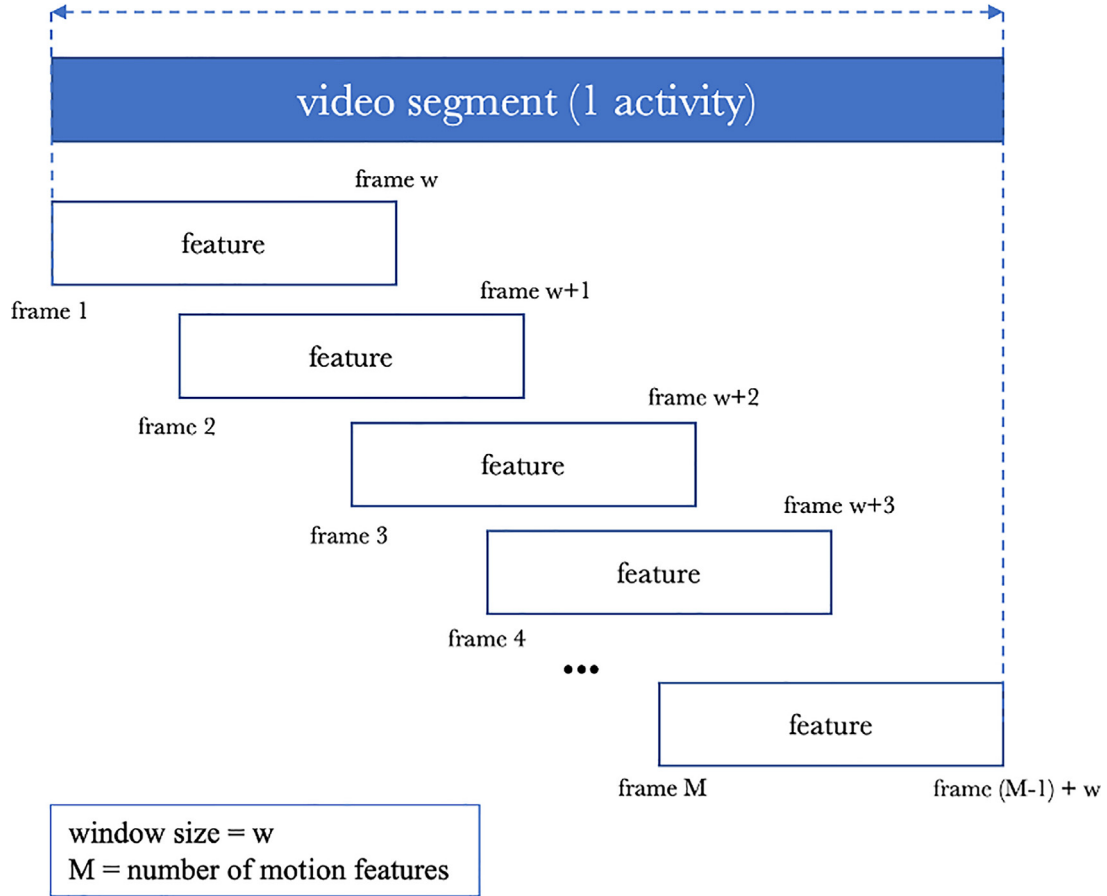 video segment (1 activity)
frame w
feature
frame 1
frame w+1
feature
frame 2
frame w+2
feature
frame 3
frame w+3
feature
frame 4
...
feature
frame M
frame (M-1) + w
window size = w
M = number of motion features